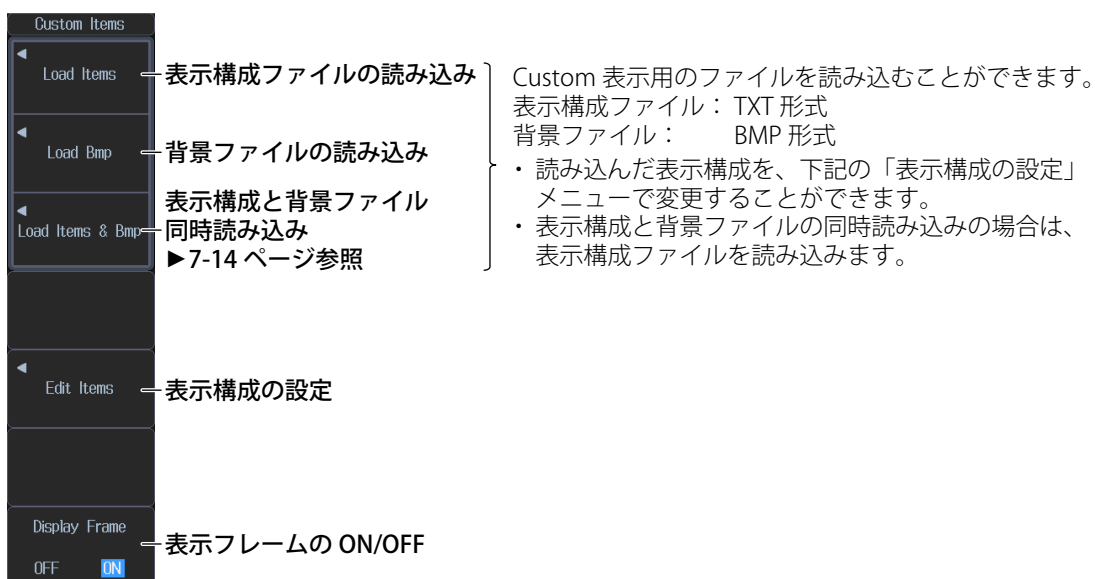 Custom Items
Load Items
表示構成ファイルの読み込み
Load Bmp
背景ファイルの読み込み
Load Items & Bmp
表示構成と背景ファイル
同時読み込み
►7-14 ページ参照
Custom 表示用のファイルを読み込むことができます。
表示構成ファイル： TXT 形式
背景ファイル： BMP 形式
・ 読み込んだ表示構成を、下記の「表示構成の設定」
メニューで変更することができます。
・ 表示構成と背景ファイルの同時読み込みの場合は、
表示構成ファイルを読み込みます。
Edit Items
表示構成の設定
Display Frame
OFF ON
表示フレームの ON/OFF